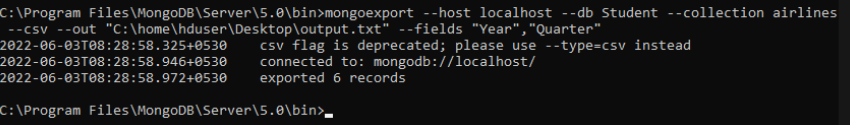 C:\Program Files\MongoDB\Server\5.0\bin>mongoexport --host localhost --db Student --collection airlines
--csv --out "C:\home\hduser\Desktop\output.txt" --fields "Year","Quarter"
2022-06-03T08:28:58.325+0530    csv flag is deprecated; please use --type=csv instead
2022-06-03T08:28:58.946+0530    connected to: mongodb://localhost/
2022-06-03T08:28:58.972+0530    exported 6 records
C:\Program Files\MongoDB\Server\5.0\bin>